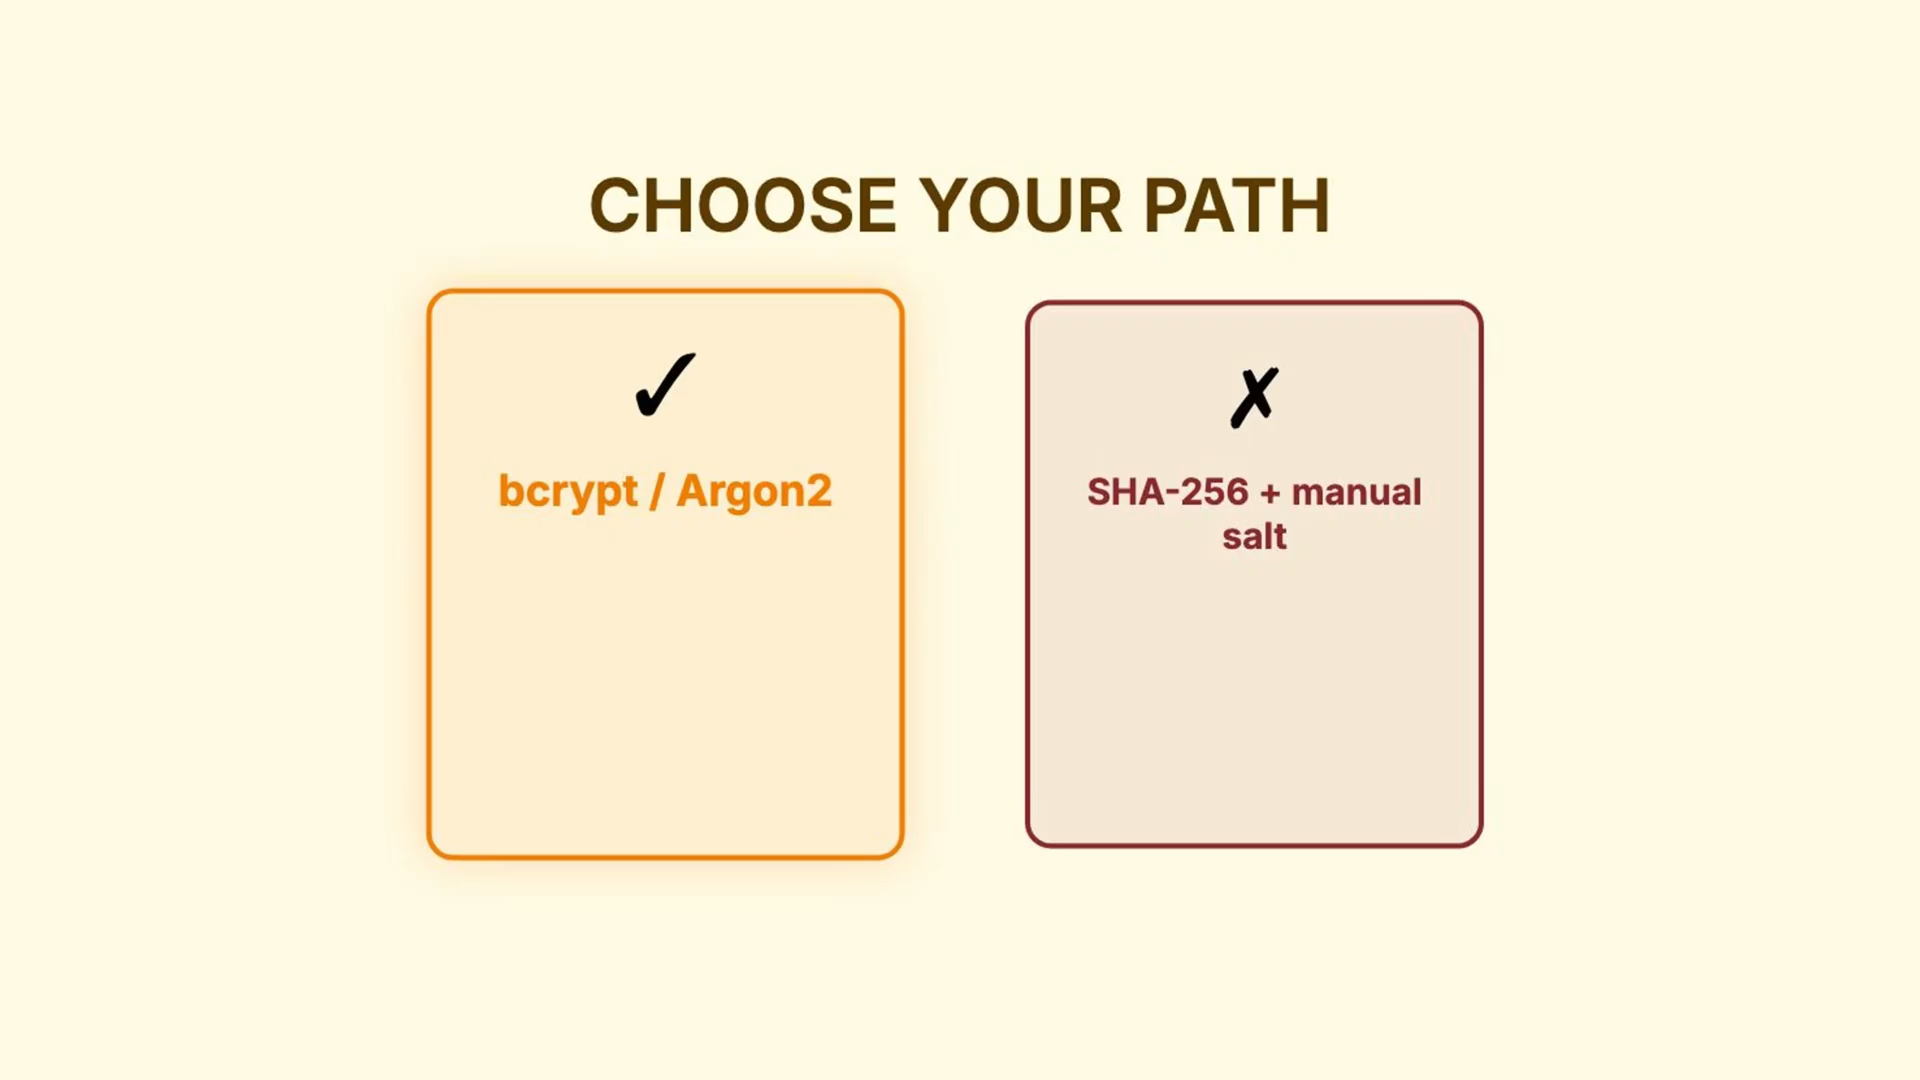 CHOOSE YOUR PATH
✓
bcrypt / Argon2
✗
SHA-256 + manual
salt